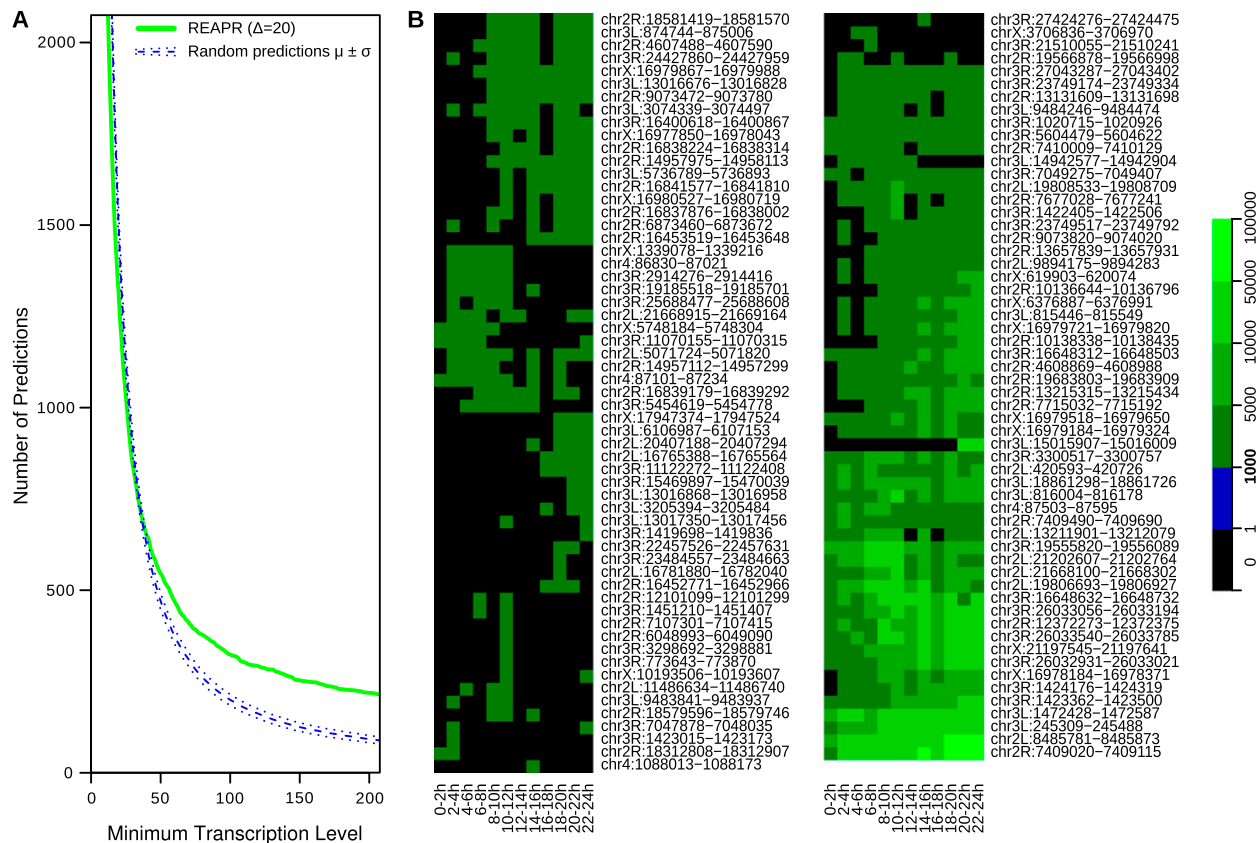 A
REAPR (Δ=20)
Random predictions μ ± σ
2000
1500
1000
500
0
Number of Predictions
0 50 100 150 200
Minimum Transcription Level
B
chr2R:18581419−18581570
chr3L:874744−875006
chr2R:4607488−4607590
chr3R:24427860−24427959
chrX:16979867−16979988
chr3L:13016676−13016828
chr2R:9073472−9073780
chr3L:3074339−3074497
chr3R:16400618−16400867
chrX:16977850−16978043
chr2R:16838224−16838314
chr2R:14957975−14958113
chr3L:5736789−5736893
chr2R:16841577−16841810
chrX:16980527−16980719
chr2R:16837876−16838002
chr2R:6873460−6873672
chr2R:16453519−16453648
chrX:1339078−1339216
chr4:86830−87021
chr3R:2914276−2914416
chr3R:19185518−19185701
chr3R:25688477−25688608
chr2L:21668915−21669164
chrX:5748184−5748304
chr3R:11070155−11070315
chr2L:5071724−5071820
chr2R:14957112−14957299
chr4:87101−87234
chr2R:16839179−16839292
chr3R:5454619−5454778
chrX:17947374−17947524
chr3L:6106987−6107153
chr2L:20407188−20407294
chr2L:16765388−16765564
chr3R:11122272−11122408
chr3R:15469897−15470039
chr3L:13016868−13016958
chr3L:3205394−3205484
chr3L:13017350−13017456
chr3R:1419698−1419836
chr3R:22457526−22457631
chr3R:23484557−23484663
chr2L:16781980−16782040
chr2R:16452771−16452966
chr2R:12101099−12101299
chr3R:1451210−1451407
chr2R:7107301−7107415
chr2R:6048993−6049090
chr3R:3298692−3298881
chr3R:773643−773870
chrX:10193506−10193607
chr2L:11486634−11486740
chr3L:9483841−9483937
chr2R:18579596−18579746
chr3R:7047878−7048035
chr3R:1423015−1423173
chr2R:18312808−18312907
chr4:1088013−1088173
0-2h
2-4h
4-6h
6-8h
8-10h
10-12h
12-14h
14-16h
16-18h
18-20h
20-22h
22-24h
chr3R:27424276−27424475
chrX:3706836−3706970
chr3R:21510055−21510241
chr2R:19566878−19566998
chr3R:27043287−27043402
chr3R:23749174−23749334
chr2R:13131609−13131698
chr3L:9484246−9484474
chr3R:1020715−1020926
chr3R:5604479−5604622
chr2R:7410009−7410129
chr3L:14942577−14942904
chr3R:7049275−7049407
chr2L:19808533−19808709
chr2R:7677028−7677241
chr3R:1422405−1422506
chr3R:23749517−23749792
chr2R:9073820−9074020
chr2R:13657839−13657931
chr2L:9894175−9894283
chrX:619903−620074
chr2R:10136644−10136796
chrX:6376887−6376991
chr3L:815446−815549
chrX:16979721−16979820
chr2R:10138338−10138435
chr3R:16648312−16648503
chr2R:4608869−4608988
chr2R:19683803−19683909
chr2R:13215315−13215434
chr2R:7715032−7715192
chrX:16979518−16979650
chrX:16979184−16979324
chr3L:15015907−15016009
chr3R:3300517−3300757
chr2L:420593−420726
chr3L:18861298−18861726
chr3L:816004−816178
chr4:87503−87595
chr2R:7409490−7409690
chr2L:13211901−13212079
chr3R:19555820−19556089
chr2L:21202607−21202764
chr2L:21668100−21668302
chr2L:19806693−19806927
chr3R:16648632−16648732
chr3R:26033056−26033194
chr2R:12372273−12372375
chr3R:26033540−26033785
chrX:21197545−21197641
chr3R:26032931−26033021
chrX:16978184−16978371
chr3R:1424176−1424319
chr3R:1423362−1423500
chr3L:1472428−1472587
chr3L:245309−245488
chr2L:8485781−8485873
chr2R:7409020−7409115
0-2h
2-4h
4-6h
6-8h
8-10h
10-12h
12-14h
14-16h
16-18h
18-20h
20-22h
22-24h
100000
50000
10000
5000
1000
1
0